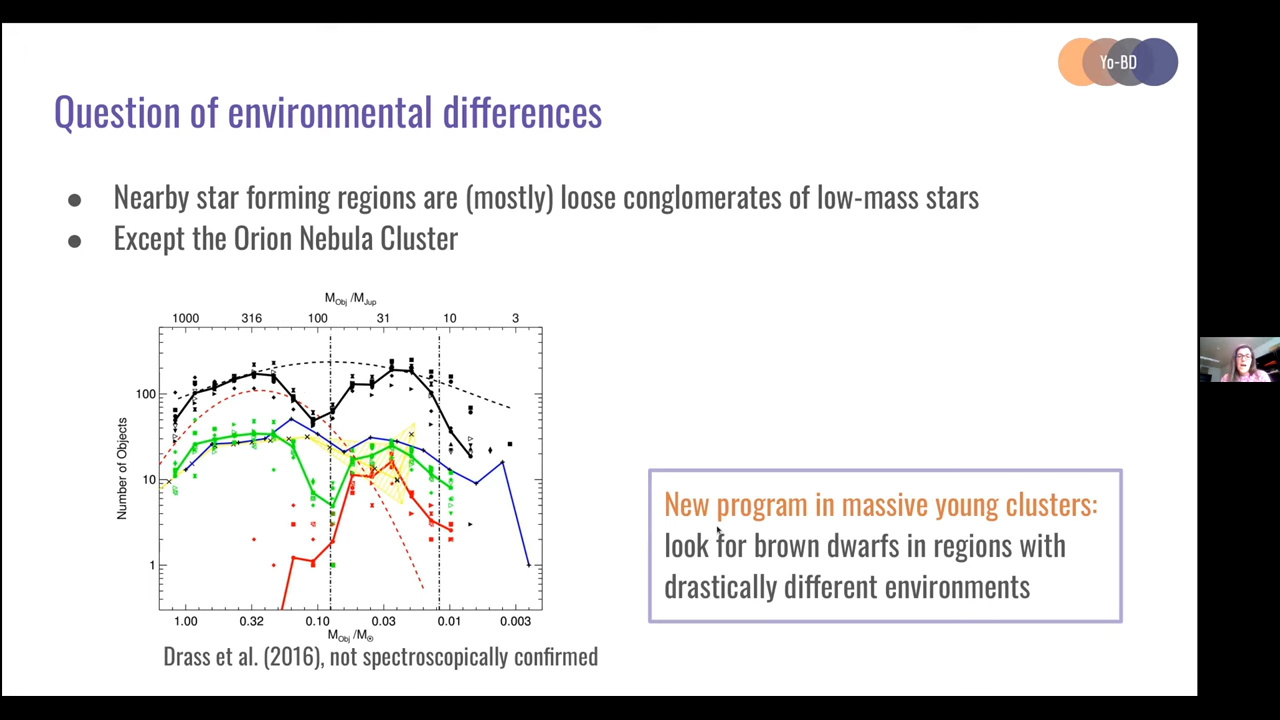 Yo-BD
Question of environmental differences
● Nearby star forming regions are (mostly) loose conglomerates of low-mass stars
● Except the Orion Nebula Cluster
M_Obj /M_Jup
1000 316 100 31 10 3
100
10
1
Number of Objects
1.00 0.32 0.10 0.03 0.01 0.003
M_Obj/M_⊙
Drass et al. (2016), not spectroscopically confirmed
New program in massive young clusters:
look for brown dwarfs in regions with
drastically different environments